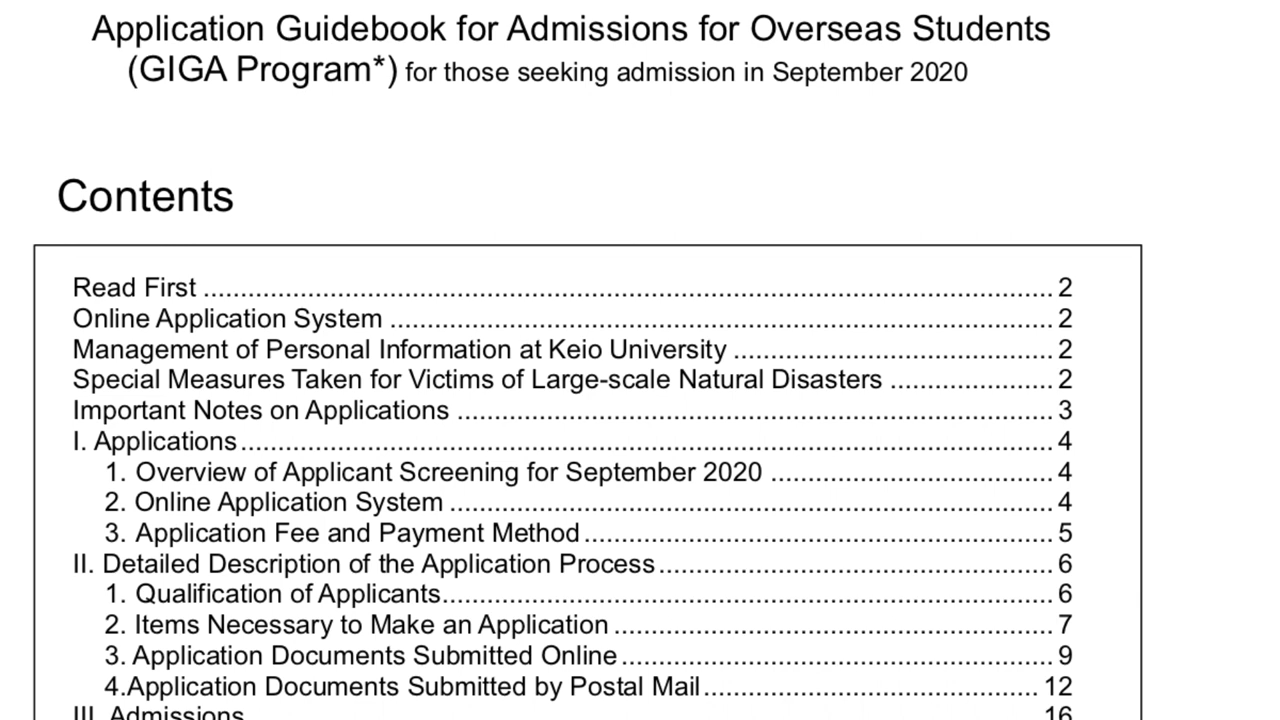 Application Guidebook for Admissions for Overseas Students
(GIGA Program*) for those seeking admission in September 2020
Contents
Read First ........................................................................................................................ 2
Online Application System ............................................................................................... 2
Management of Personal Information at Keio University ................................................ 2
Special Measures Taken for Victims of Large-scale Natural Disasters ........................... 2
Important Notes on Applications ..................................................................................... 3
I. Applications .................................................................................................................. 4
1. Overview of Applicant Screening for September 2020 ............................................ 4
2. Online Application System ........................................................................................ 4
3. Application Fee and Payment Method ...................................................................... 5
II. Detailed Description of the Application Process .......................................................... 6
1. Qualification of Applicants......................................................................................... 6
2. Items Necessary to Make an Application .................................................................. 7
3. Application Documents Submitted Online ................................................................. 9
4.Application Documents Submitted by Postal Mail ..................................................... 12
III. Admissions ................................................................................................................. 16